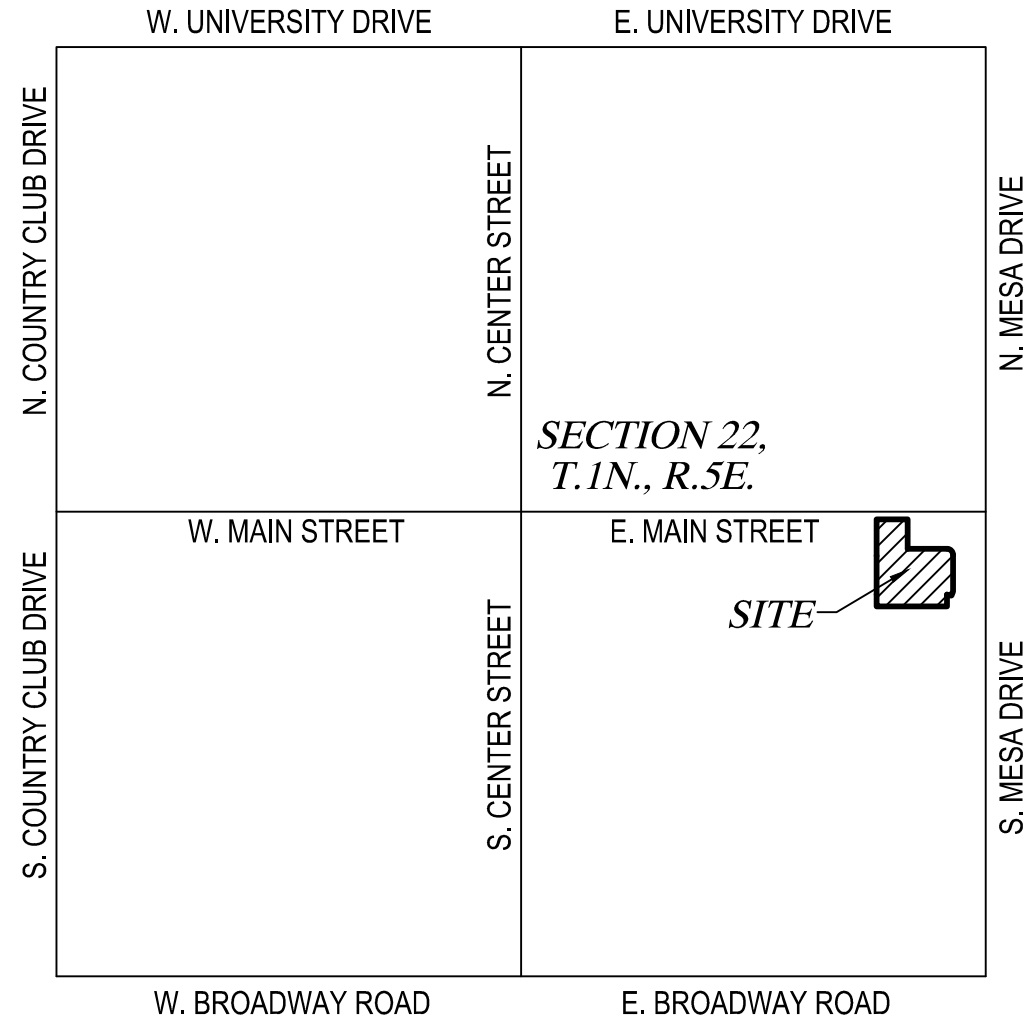 W. UNIVERSITY DRIVE
E. UNIVERSITY DRIVE
N. COUNTRY CLUB DRIVE
N. CENTER STREET
N. MESA DRIVE
SECTION 22,
T.1N., R.5E.
W. MAIN STREET
E. MAIN STREET
SITE
S. COUNTRY CLUB DRIVE
S. CENTER STREET
S. MESA DRIVE
W. BROADWAY ROAD
E. BROADWAY ROAD